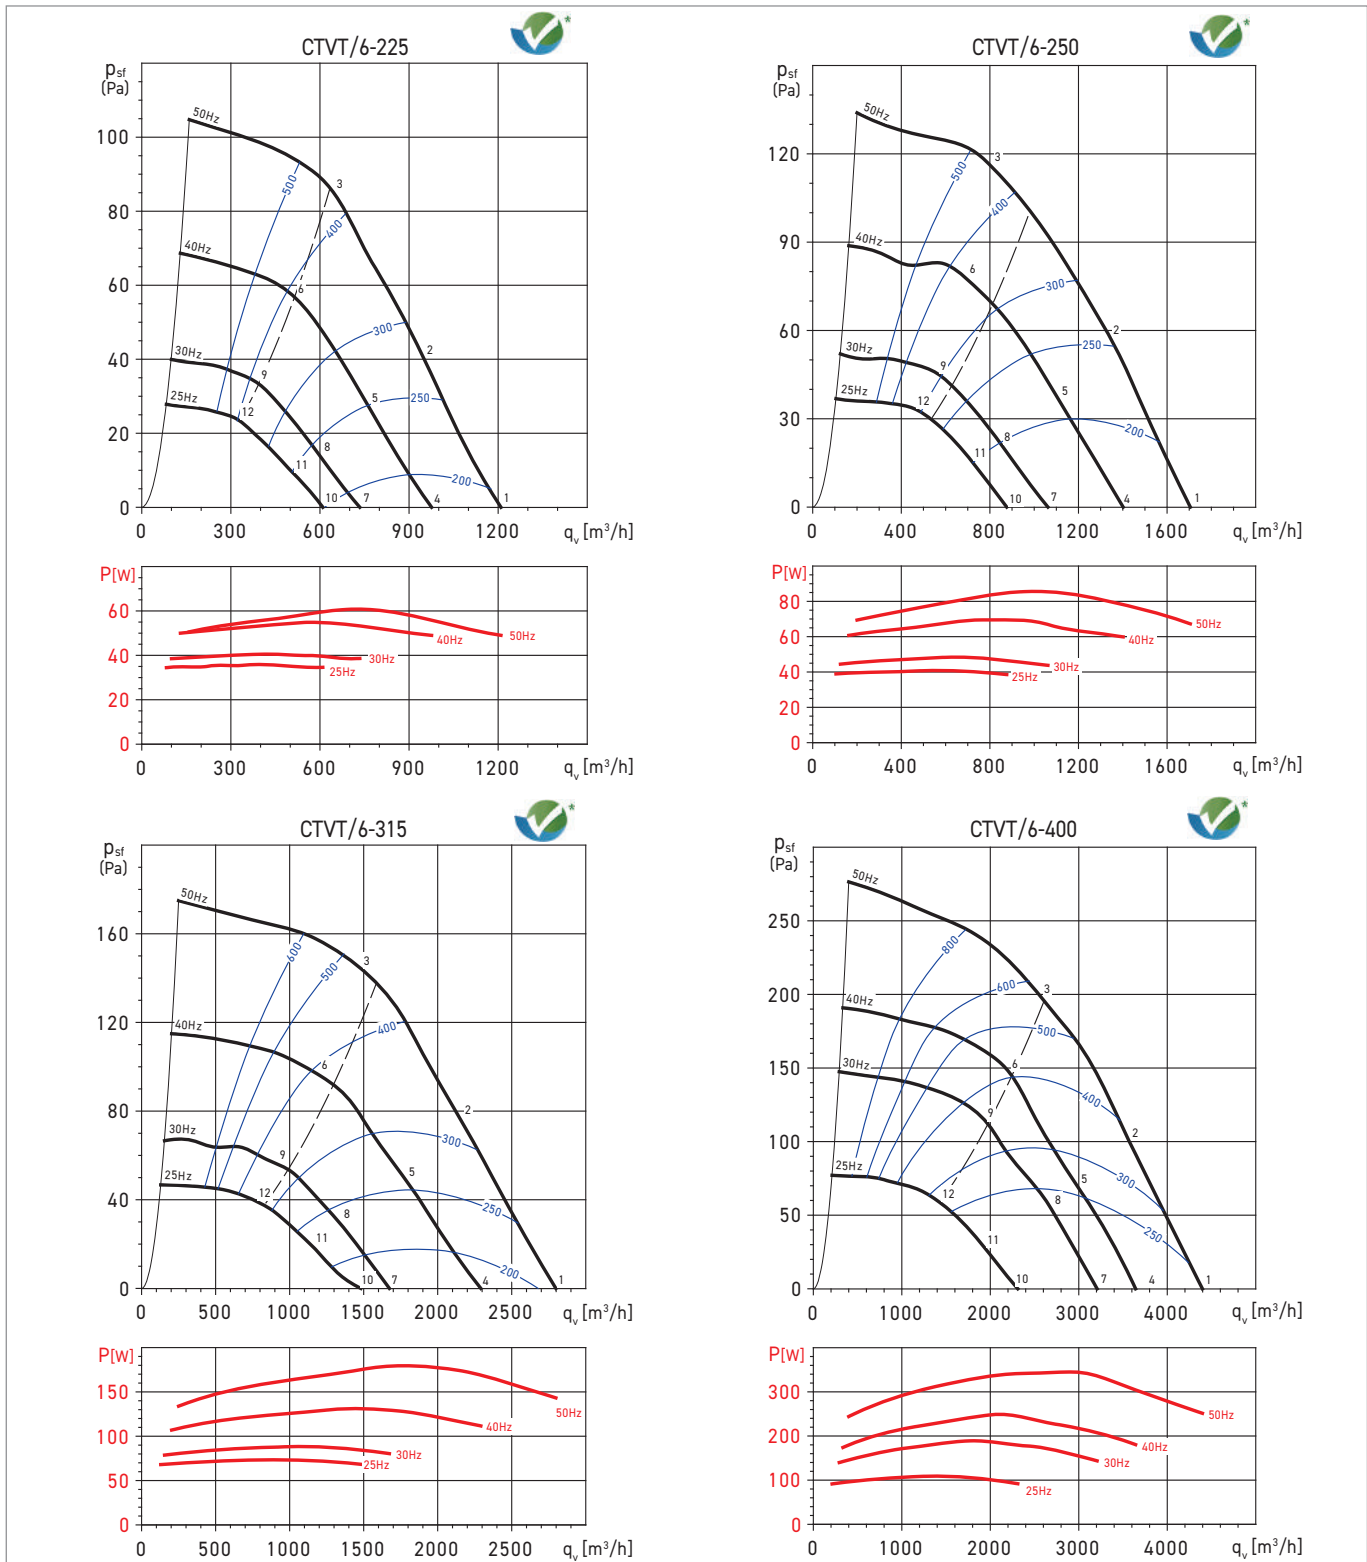 CTVT/6-225
*
psf
(Pa)
50Hz
100
3
500
80
400
40Hz
60
6
300
2
40
30Hz
9
25Hz
12
5
250
20
8
11
200
0
10
7
4
1
0
300
600
900
1200
qv [m³/h]
P[W]
60
50Hz
40Hz
40
30Hz
25Hz
20
0
0
300
600
900
1200
qv [m³/h]
CTVT/6-250
*
psf
(Pa)
50Hz
120
3
500
400
90
40Hz
6
300
60
2
30Hz
250
9
25Hz
5
12
30
200
8
11
0
10
7
4
1
0
400
800
1200
1600
qv [m³/h]
P[W]
80
50Hz
60
40Hz
30Hz
40
25Hz
20
0
0
400
800
1200
1600
qv [m³/h]
CTVT/6-315
*
psf
(Pa)
50Hz
160
600
3
500
120
40Hz
400
6
80
2
30Hz
300
9
25Hz
5
40
12
250
8
11
200
0
10
7
4
1
0
500
1000
1500
2000
2500
qv [m³/h]
P[W]
150
50Hz
100
40Hz
30Hz
50
25Hz
0
0
500
1000
1500
2000
2500
qv [m³/h]
CTVT/6-400
*
psf
(Pa)
50Hz
250
800
200
600
3
40Hz
500
150
30Hz
6
400
9
100
2
25Hz
300
5
12
8
50
250
11
0
10
7
4
1
0
1000
2000
3000
4000
qv [m³/h]
P[W]
300
50Hz
200
40Hz
30Hz
100
25Hz
0
0
1000
2000
3000
4000
qv [m³/h]